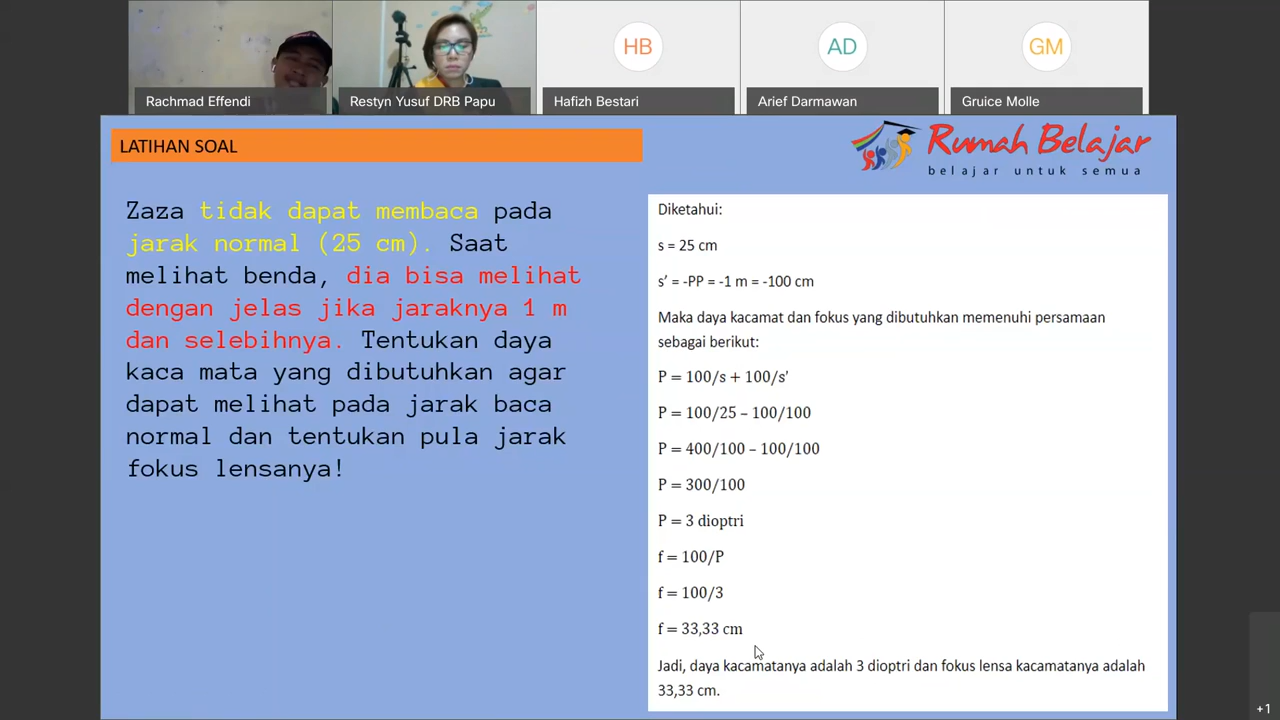 HB
AD
GM
Rachmad Effendi
Restyn Yusuf DRB Papu
Hafizh Bestari
Arief Darmawan
Gruice Molle
LATIHAN SOAL
Rumah Belajar
belajar untuk semua
Zaza tidak dapat membaca pada
jarak normal (25 cm). Saat
melihat benda, dia bisa melihat
dengan jelas jika jaraknya 1 m
dan selebihnya. Tentukan daya
kaca mata yang dibutuhkan agar
dapat melihat pada jarak baca
normal dan tentukan pula jarak
fokus lensanya!
Diketahui:
s = 25 cm
s’ = -PP = -1 m = -100 cm
Maka daya kacamat dan fokus yang dibutuhkan memenuhi persamaan
sebagai berikut:
P = 100/s + 100/s’
P = 100/25 – 100/100
P = 400/100 – 100/100
P = 300/100
P = 3 dioptri
f = 100/P
f = 100/3
f = 33,33 cm
Jadi, daya kacamatanya adalah 3 dioptri dan fokus lensa kacamatanya adalah
33,33 cm.
+1